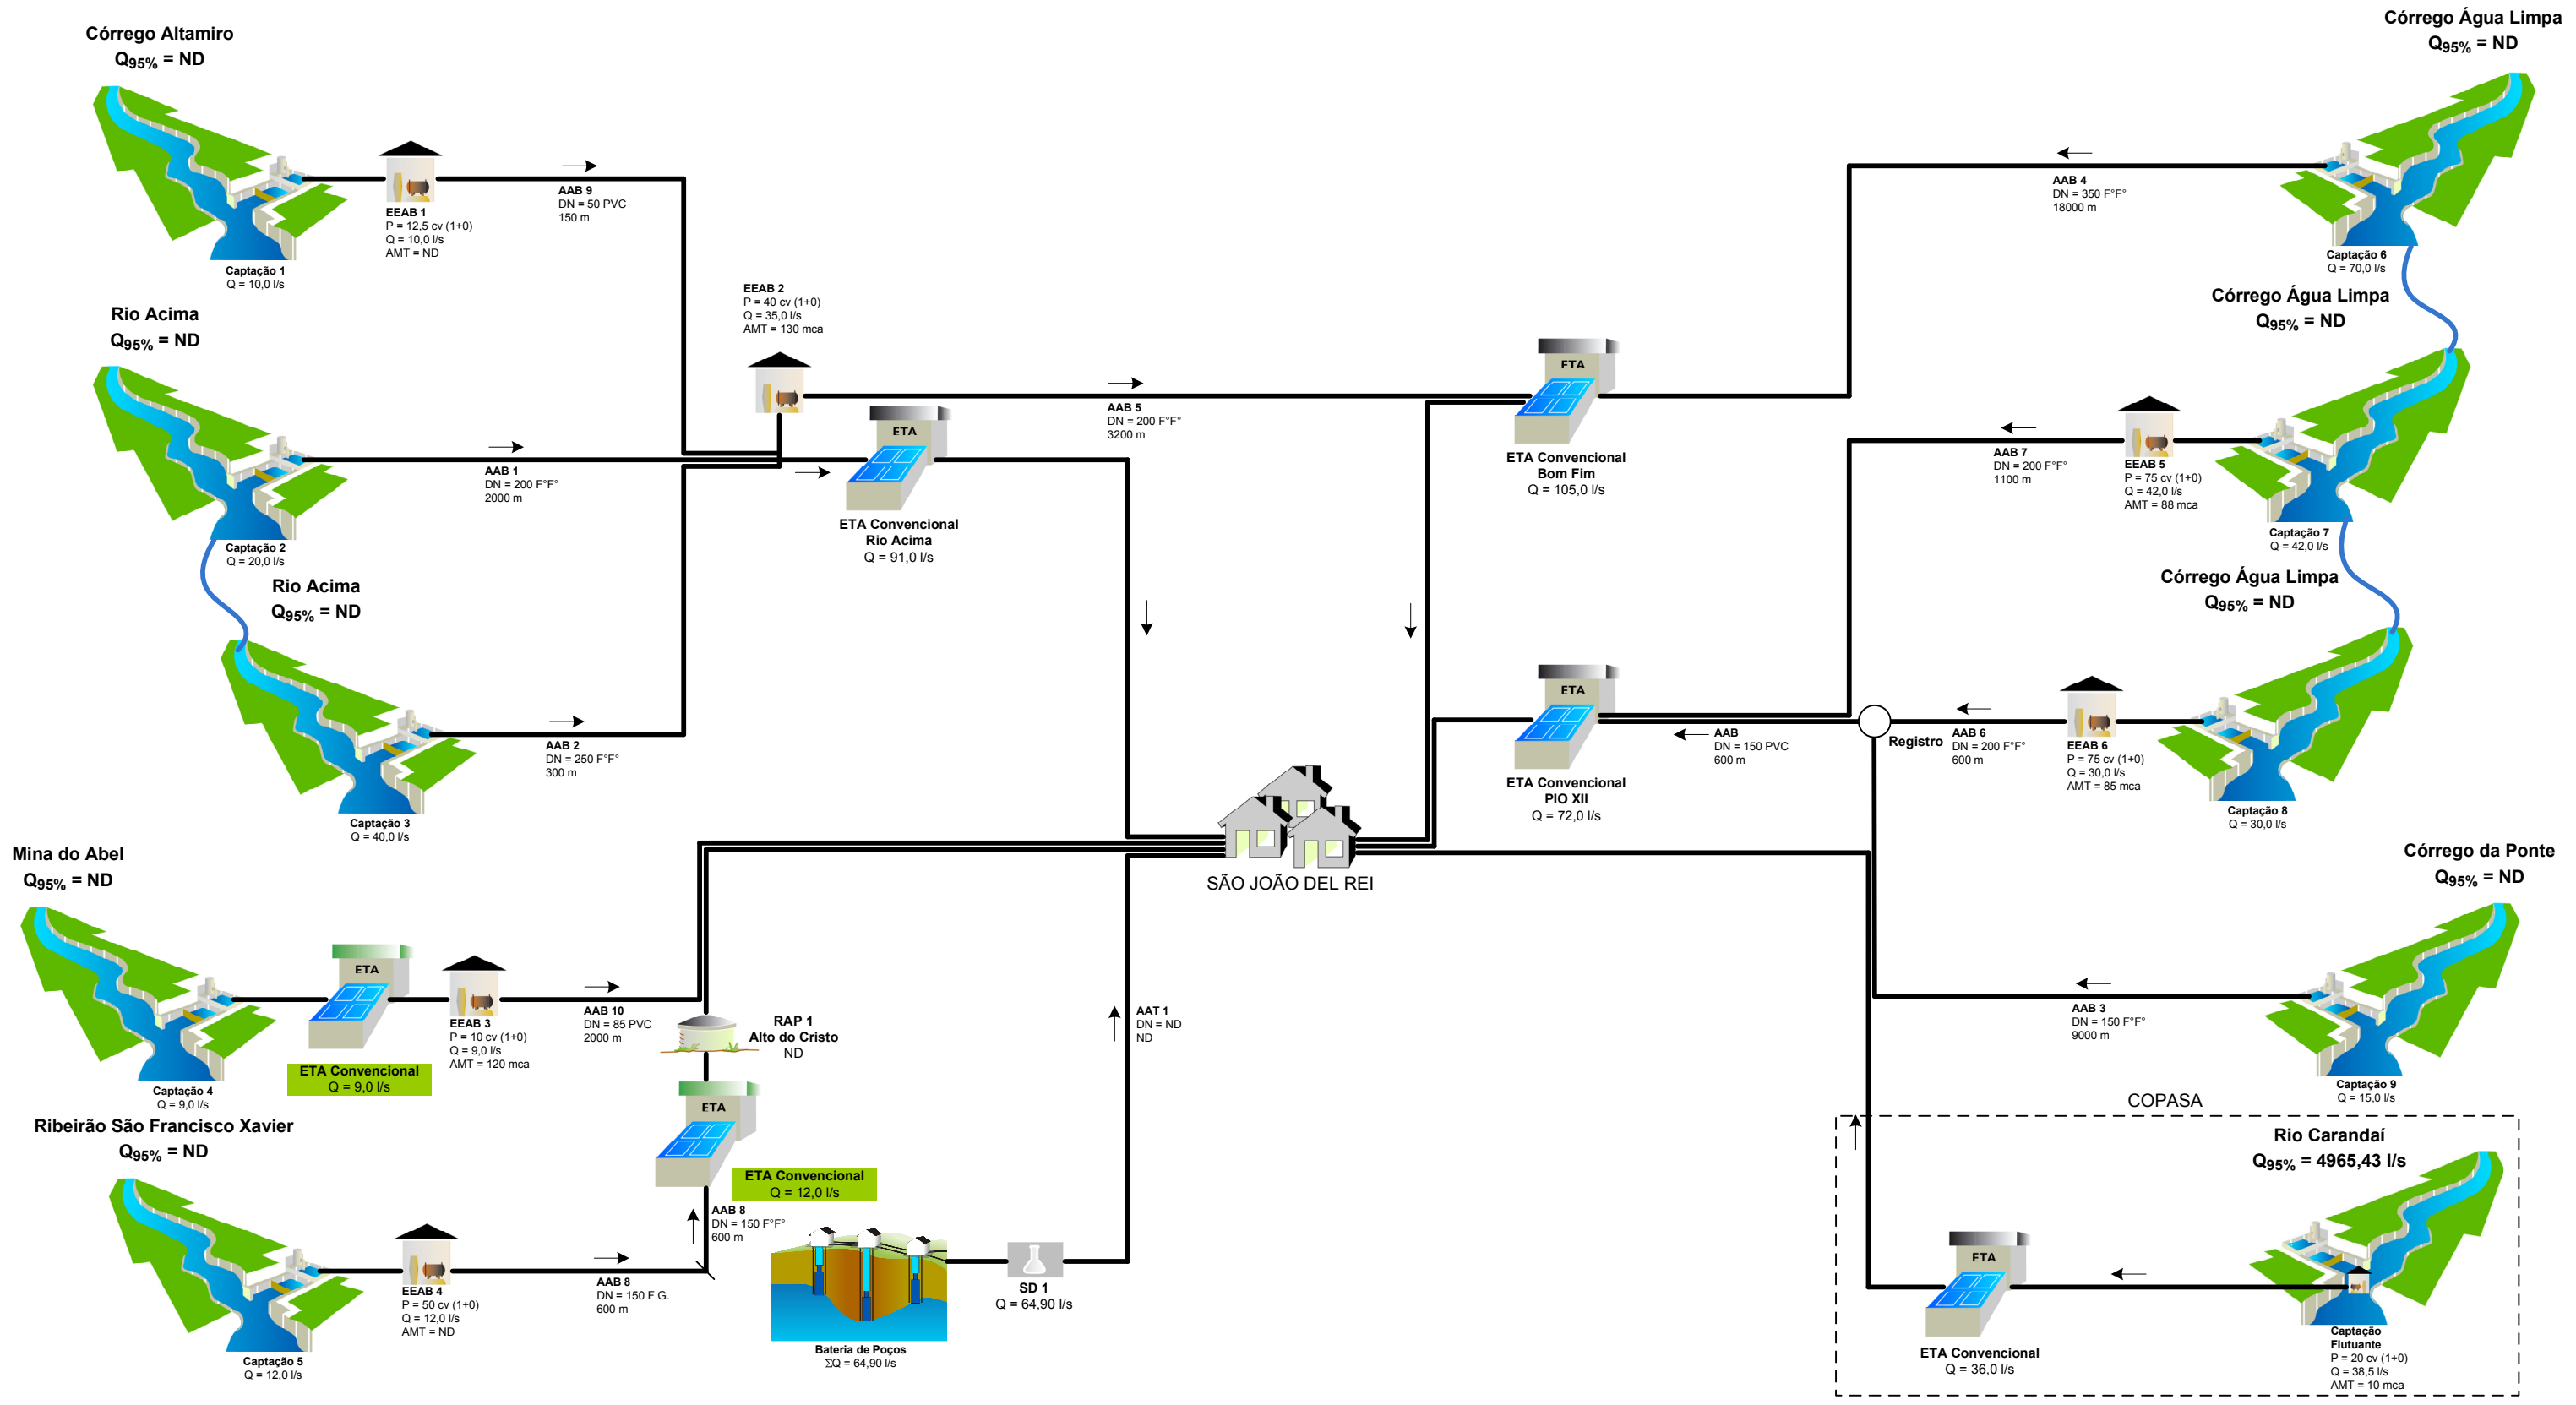 Córrego Altamiro
Q95% = ND
Captação 1
Q = 10,0 l/s
EEAB 1
P = 12,5 cv (1+0)
Q = 10,0 l/s
AMT = ND
AAB 9
DN = 50 PVC
150 m
Rio Acima
Q95% = ND
Captação 2
Q = 20,0 l/s
AAB 1
DN = 200 F°F°
2000 m
EEAB 2
P = 40 cv (1+0)
Q = 35,0 l/s
AMT = 130 mca
ETA
ETA Convencional
Rio Acima
Q = 91,0 l/s
AAB 5
DN = 200 F°F°
3200 m
Rio Acima
Q95% = ND
Captação 3
Q = 40,0 l/s
AAB 2
DN = 250 F°F°
300 m
ETA
ETA Convencional
Bom Fim
Q = 105,0 l/s
Córrego Água Limpa
Q95% = ND
AAB 4
DN = 350 F°F°
18000 m
Captação 6
Q = 70,0 l/s
Córrego Água Limpa
Q95% = ND
AAB 7
DN = 200 F°F°
1100 m
EEAB 5
P = 75 cv (1+0)
Q = 42,0 l/s
AMT = 88 mca
Captação 7
Q = 42,0 l/s
Córrego Água Limpa
Q95% = ND
ETA
ETA Convencional
PIO XII
Q = 72,0 l/s
AAB
DN = 150 PVC
600 m
Registro
AAB 6
DN = 200 F°F°
600 m
EEAB 6
P = 75 cv (1+0)
Q = 30,0 l/s
AMT = 85 mca
Captação 8
Q = 30,0 l/s
SÃO JOÃO DEL REI
Mina do Abel
Q95% = ND
Captação 4
Q = 9,0 l/s
ETA
ETA Convencional
Q = 9,0 l/s
EEAB 3
P = 10 cv (1+0)
Q = 9,0 l/s
AMT = 120 mca
AAB 10
DN = 85 PVC
2000 m
RAP 1
Alto do Cristo
ND
ETA
ETA Convencional
Q = 12,0 l/s
AAB 8
DN = 150 F°F°
600 m
Ribeirão São Francisco Xavier
Q95% = ND
Captação 5
Q = 12,0 l/s
EEAB 4
P = 50 cv (1+0)
Q = 12,0 l/s
AMT = ND
AAB 8
DN = 150 F.G.
600 m
Bateria de Poços
ΣQ = 64,90 l/s
SD 1
Q = 64,90 l/s
AAT 1
DN = ND
ND
Córrego da Ponte
Q95% = ND
AAB 3
DN = 150 F°F°
9000 m
Captação 9
Q = 15,0 l/s
COPASA
Rio Carandaí
Q95% = 4965,43 l/s
ETA
ETA Convencional
Q = 36,0 l/s
Captação
Flutuante
P = 20 cv (1+0)
Q = 38,5 l/s
AMT = 10 mca